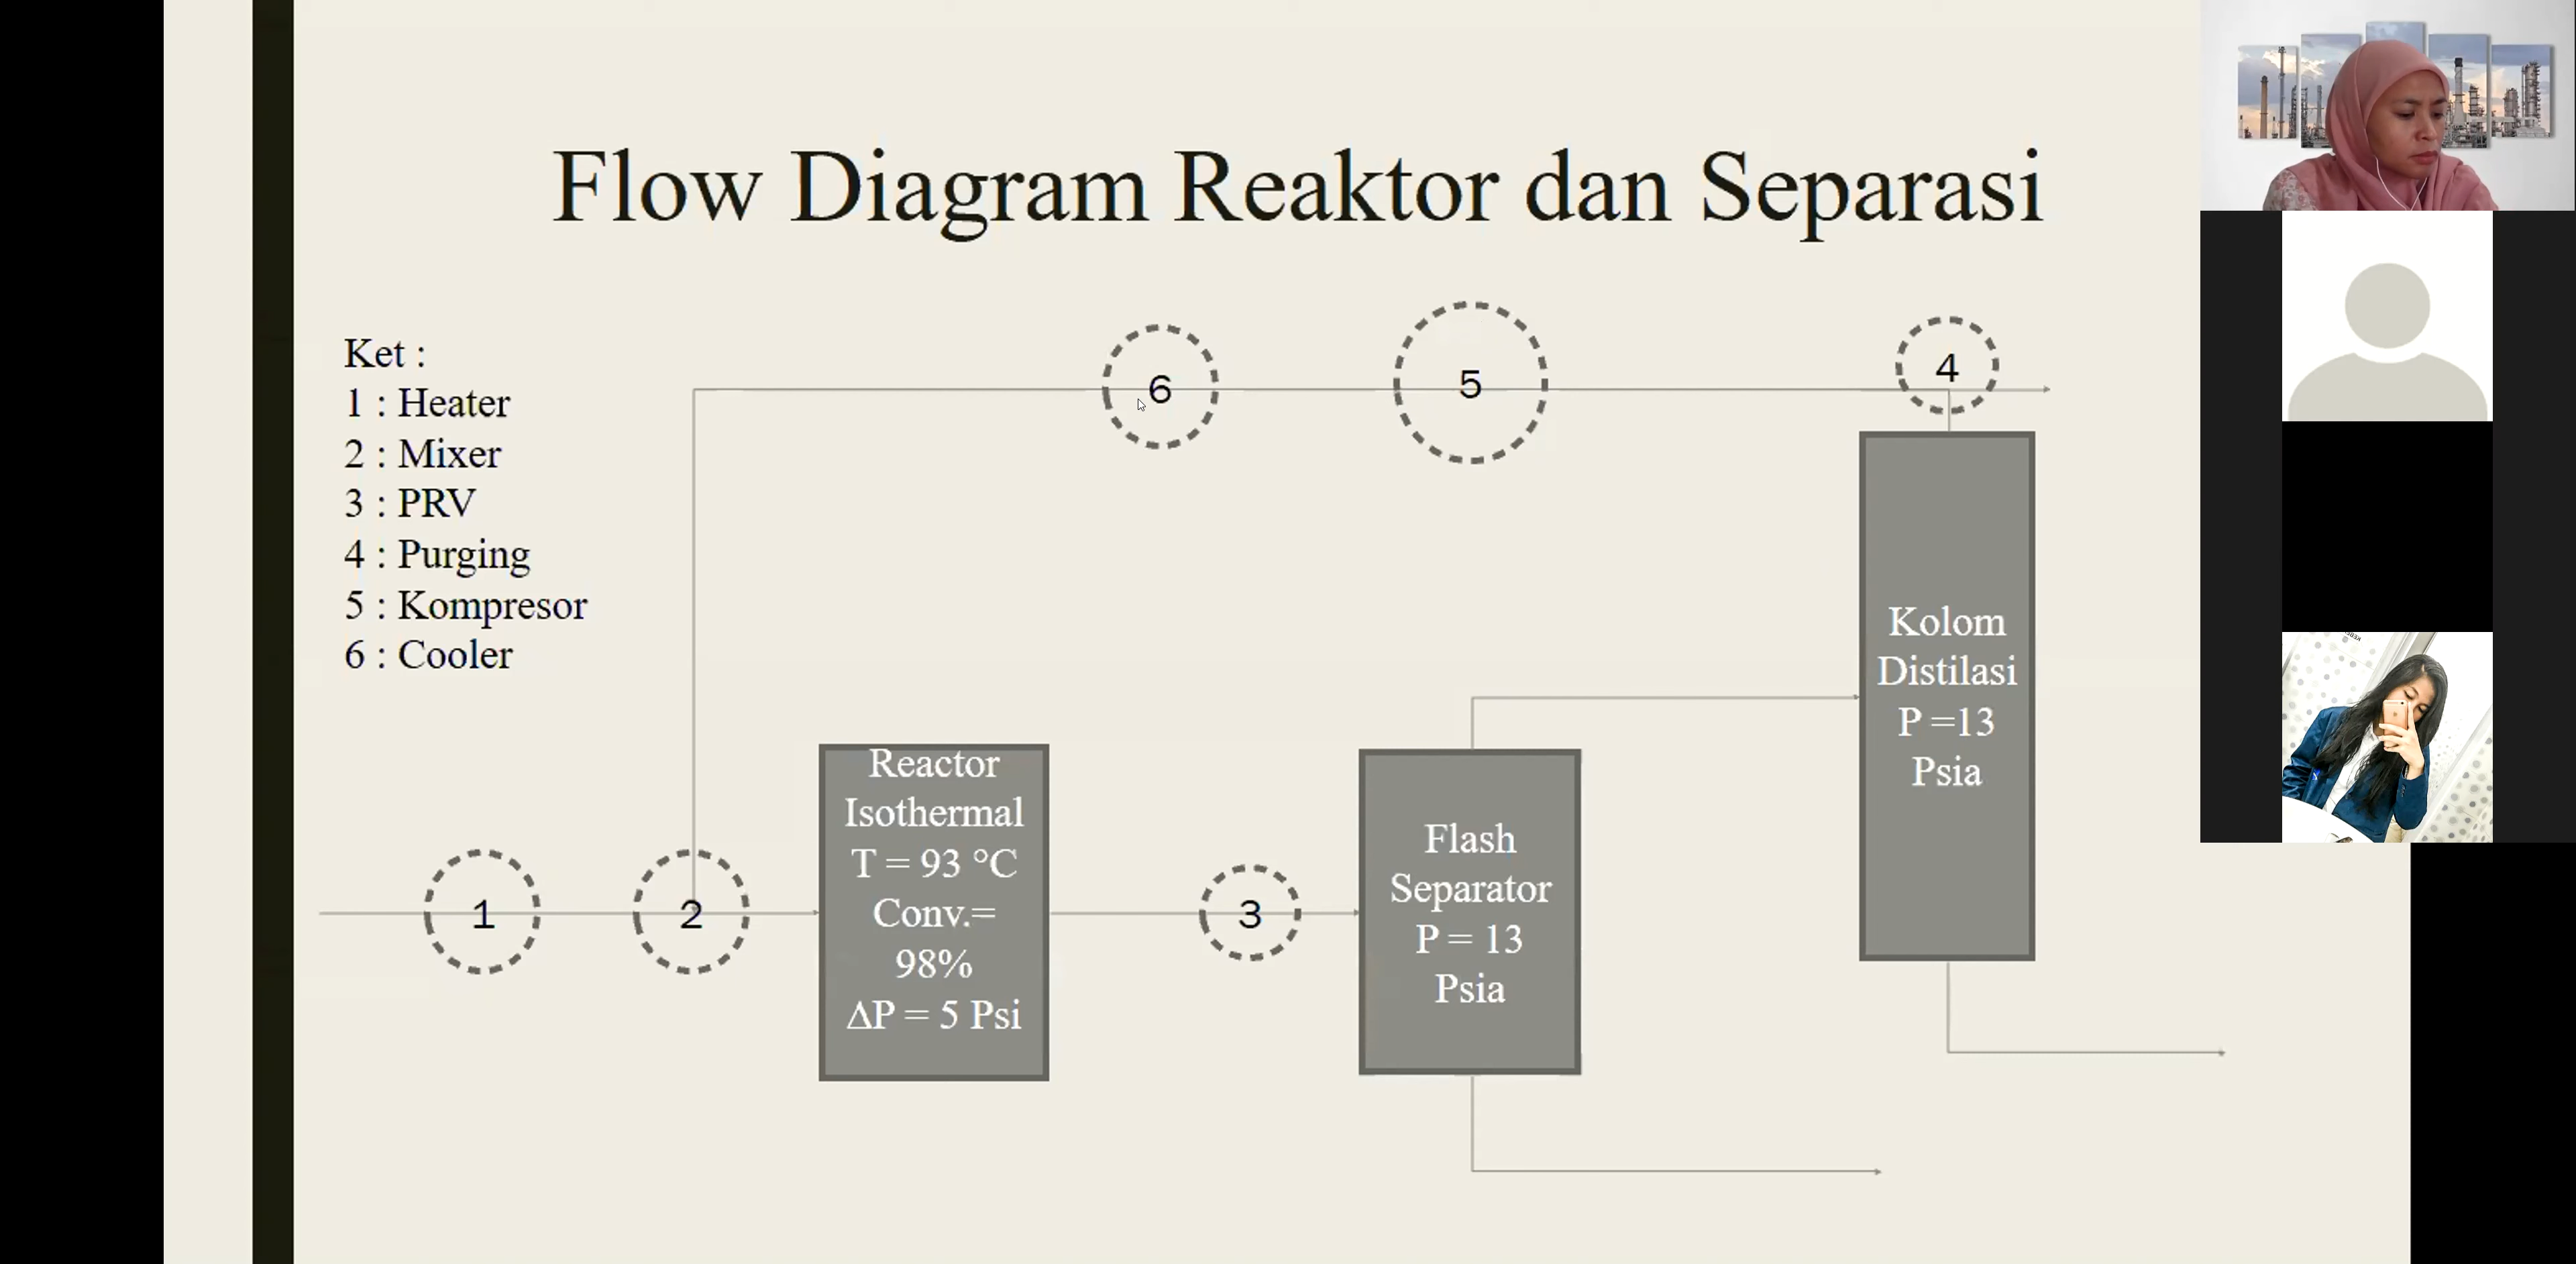 Flow Diagram Reaktor dan Separasi
Ket :
1 : Heater
2 : Mixer
3 : PRV
4 : Purging
5 : Kompresor
6 : Cooler
6
5
4
Kolom
Distilasi
P =13
Psia
1
2
Reactor
Isothermal
T = 93 °C
Conv.=
98%
ΔP = 5 Psi
3
Flash
Separator
P = 13
Psia